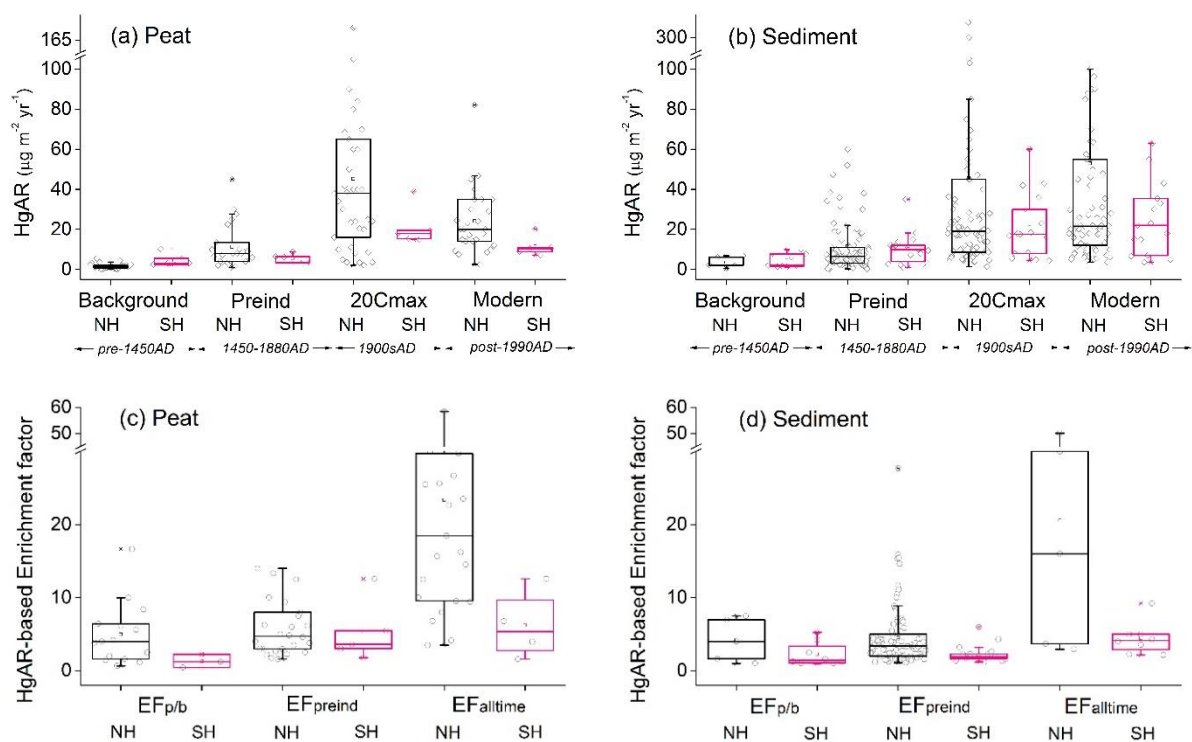 (a) Peat
HgAR (µg m⁻² yr⁻¹)
165
100
80
60
40
20
0
Background Preind 20Cmax Modern
NH SH NH SH NH SH NH SH
pre-1450AD 1450-1880AD 1900sAD post-1990AD
(b) Sediment
HgAR (µg m⁻² yr⁻¹)
300
100
80
60
40
20
0
Background Preind 20Cmax Modern
NH SH NH SH NH SH NH SH
pre-1450AD 1450-1880AD 1900sAD post-1990AD
(c) Peat
HgAR-based Enrichment factor
60
50
20
10
0
EFp/b EFpreind EFalltime
NH SH NH SH NH SH
(d) Sediment
HgAR-based Enrichment factor
60
50
20
10
0
EFp/b EFpreind EFalltime
NH SH NH SH NH SH